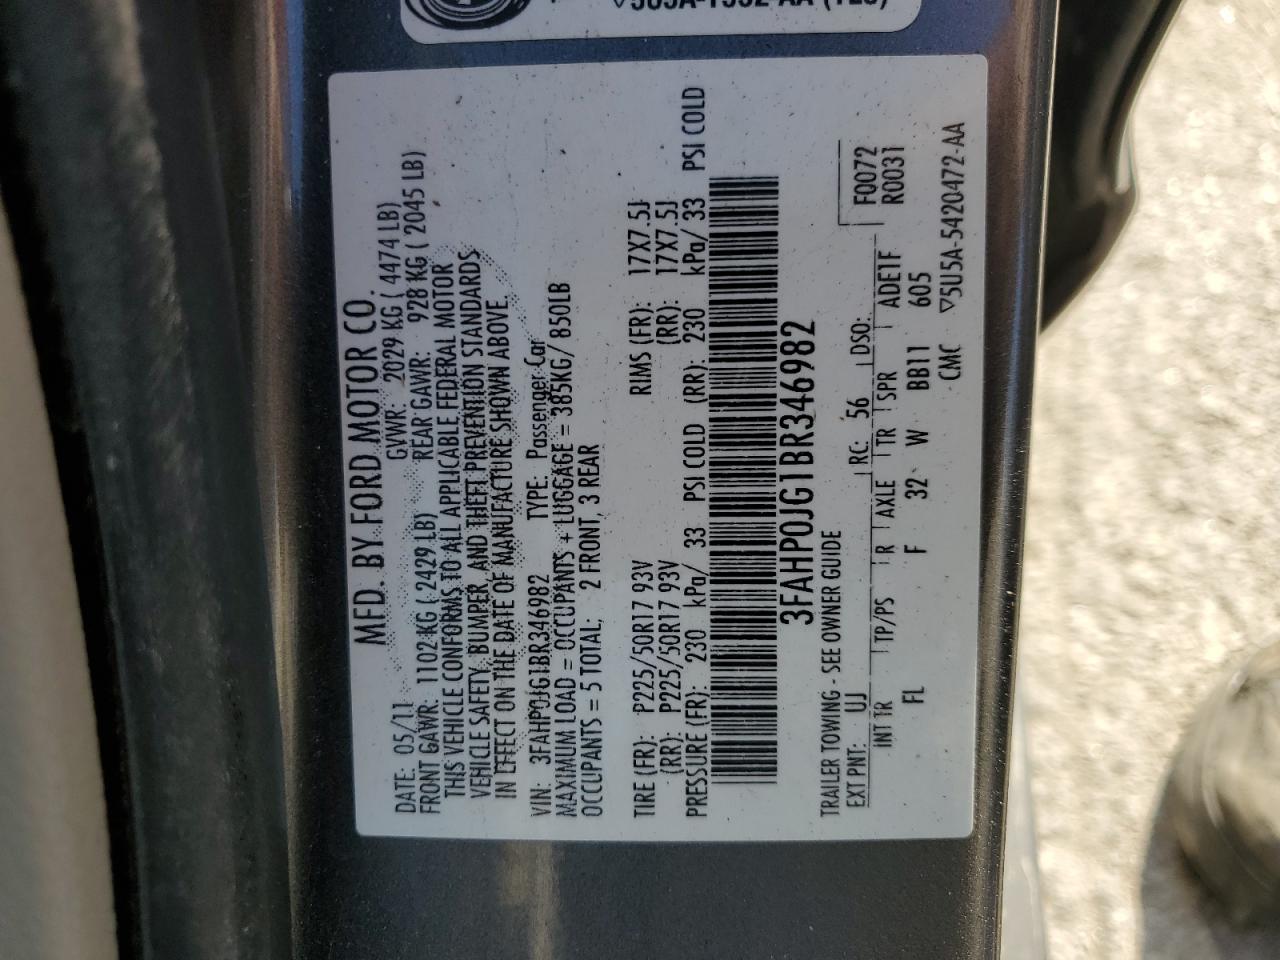 5U5A-1532-AA
MFD. BY FORD MOTOR CO.
DATE: 05/11 GVWR: 2029 KG ( 4474 LB)
FRONT GAWR: 1102 KG ( 2429 LB) REAR GAWR: 928 KG ( 2045 LB)
THIS VEHICLE CONFORMS TO ALL APPLICABLE FEDERAL MOTOR
VEHICLE SAFETY, BUMPER, AND THEFT PREVENTION STANDARDS
IN EFFECT ON THE DATE OF MANUFACTURE SHOWN ABOVE.
VIN: 3FAHP0JG1BR346982 TYPE: Passenger Car
MAXIMUM LOAD = OCCUPANTS + LUGGAGE = 385KG/ 850LB
OCCUPANTS = 5 TOTAL; 2 FRONT, 3 REAR
TIRE (FR): P225/50R17 93V RIMS (FR): 17X7.5J
(RR): P225/50R17 93V (RR): 17X7.5J
PRESSURE (FR): 230 kPa/ 33 PSI COLD (RR): 230 kPa/ 33 PSI COLD
3FAHP0JG1BR346982
TRAILER TOWING - SEE OWNER GUIDE F0072
EXT PNT: UJ RC: 56 DSO: R0031
INT TR TP/PS R AXLE TR SPR ADE1F
FL F 32 W BB11 605
CMC ▽5U5A-5420472-AA